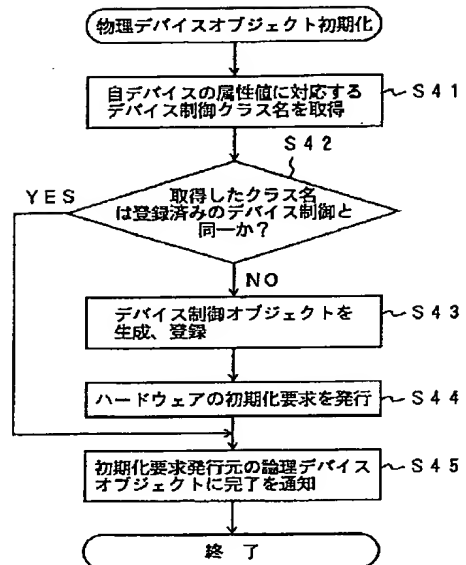 物理デバイスオブジェクト初期化
自デバイスの属性値に対応する
デバイス制御クラス名を取得
S41
S42
YES
取得したクラス名
は登録済みのデバイス制御と
同一か？
NO
デバイス制御オブジェクトを
生成、登録
S43
ハードウェアの初期化要求を発行
S44
初期化要求発行元の論理デバイス
オブジェクトに完了を通知
S45
終了